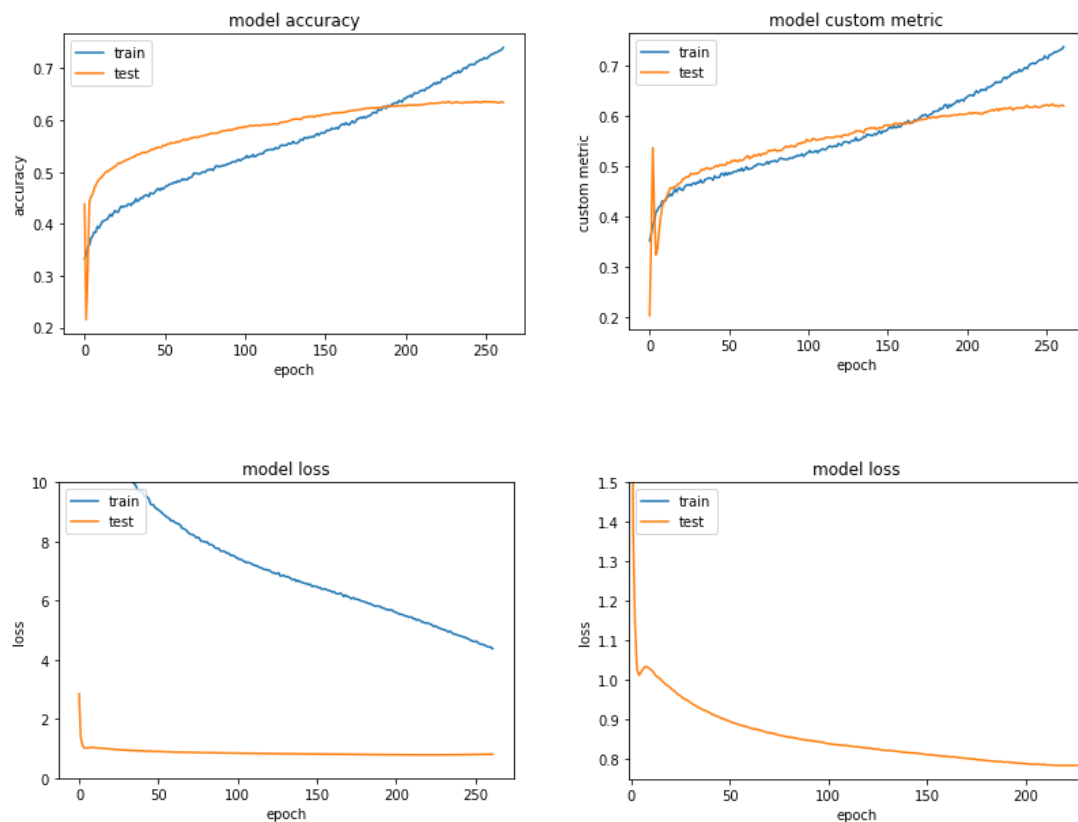 model accuracy
train
test
0.7
0.6
0.5
0.4
0.3
0.2
accuracy
0
50
100
150
200
250
epoch
model custom metric
train
test
0.7
0.6
0.5
0.4
0.3
0.2
custom metric
0
50
100
150
200
250
epoch
model loss
train
test
10
8
6
4
2
0
loss
0
50
100
150
200
250
epoch
model loss
train
test
1.5
1.4
1.3
1.2
1.1
1.0
0.9
0.8
loss
0
50
100
150
200
epoch